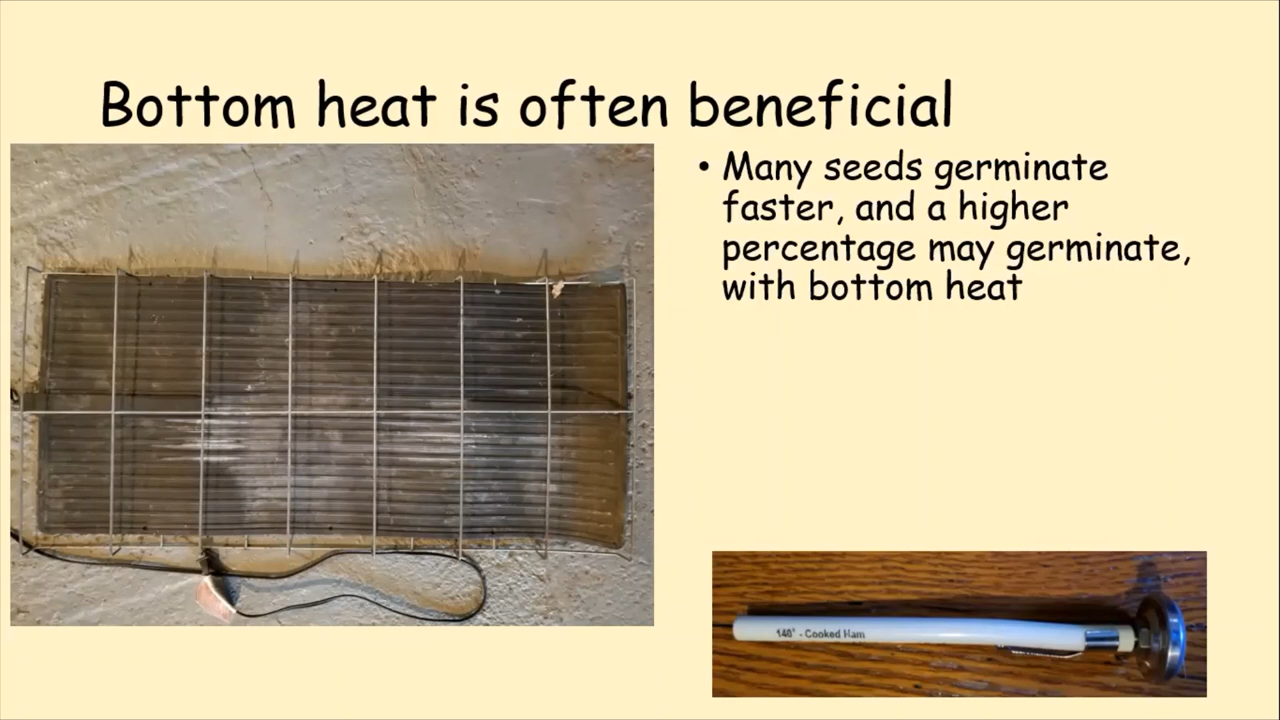 Bottom heat is often beneficial
• Many seeds germinate
faster, and a higher
percentage may germinate,
with bottom heat
140° - Cooked Ham